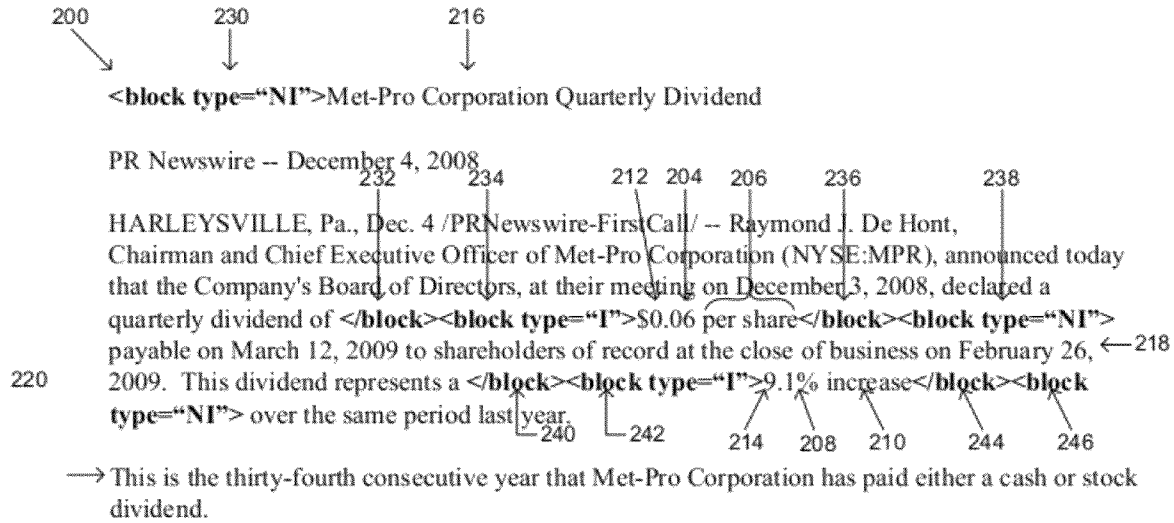 200 230 216
<block type=“NI”>Met-Pro Corporation Quarterly Dividend
PR Newswire -- December 4, 2008
232 234 212 204 206 236 238
HARLEYSVILLE, Pa., Dec. 4 /PRNewswire-FirstCall/ -- Raymond J. De Hont,
Chairman and Chief Executive Officer of Met-Pro Corporation (NYSE:MPR), announced today
that the Company's Board of Directors, at their meeting on December 3, 2008, declared a
quarterly dividend of </block><block type=“I”>$0.06 per share</block><block type=“NI”>
payable on March 12, 2009 to shareholders of record at the close of business on February 26, 218
220 2009. This dividend represents a </block><block type=“I”>9.1% increase</block><block
type=“NI”> over the same period last year.
240 242 214 208 210 244 246
This is the thirty-fourth consecutive year that Met-Pro Corporation has paid either a cash or stock
dividend.